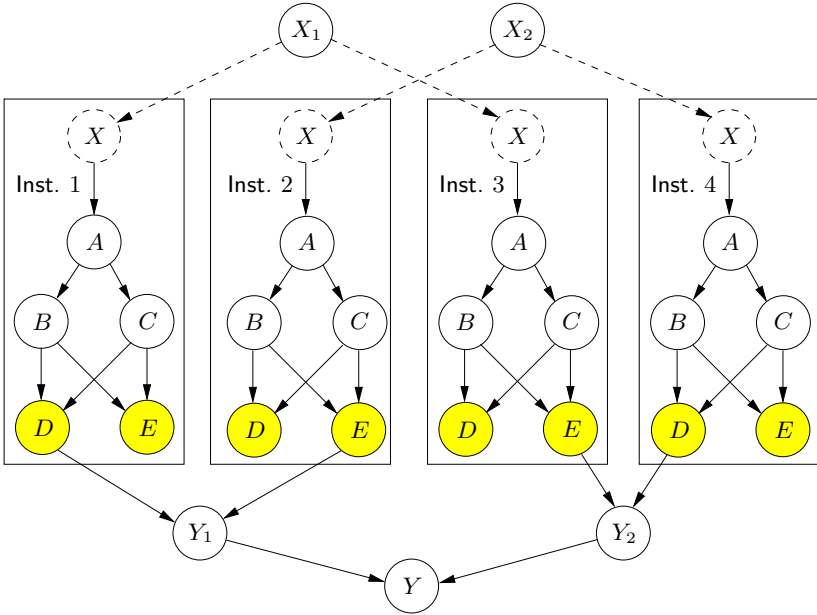 X₁ X₂
X X X X
Inst. 1 Inst. 2 Inst. 3 Inst. 4
A A A A
B C B C B C B C
D E D E D E D E
Y₁ Y₂
Y